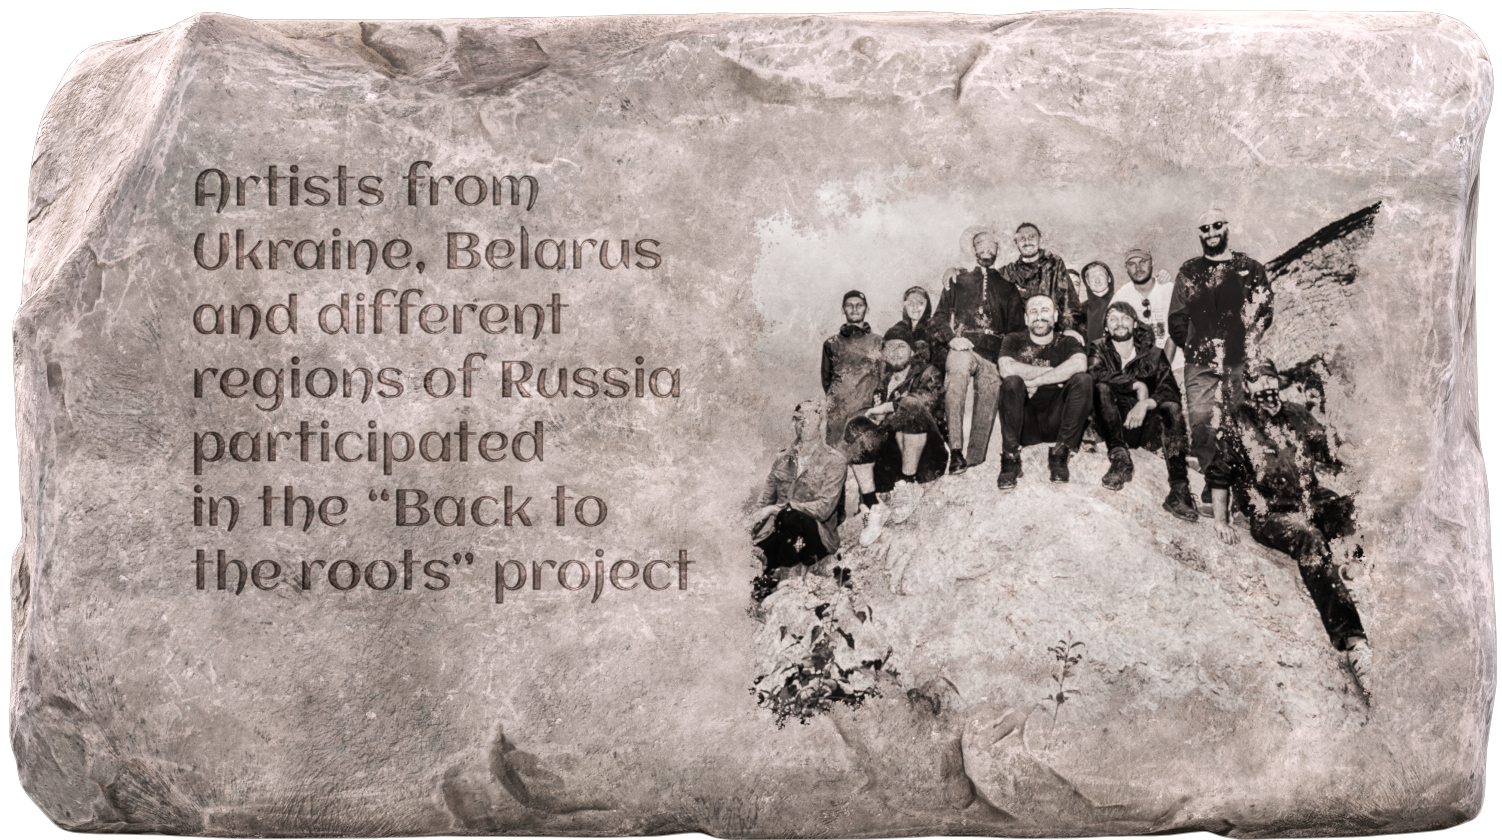 Artists from
Ukraine, Belarus
and different
regions of Russia
participated
in the “Back to
the roots” project